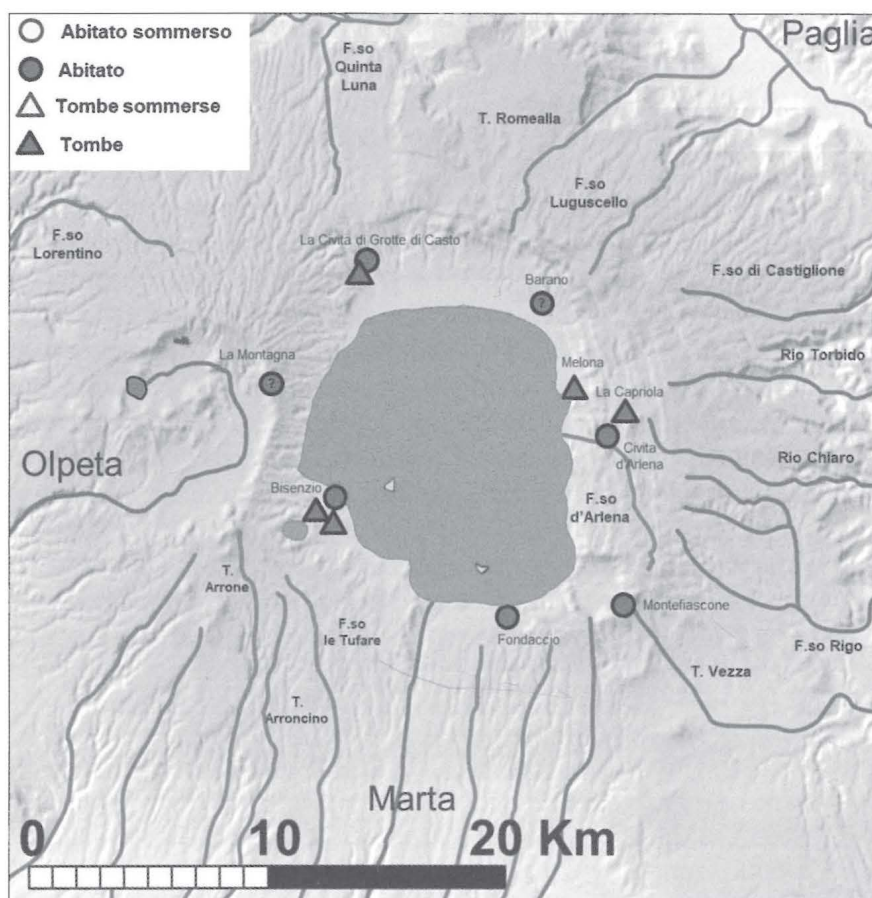 Abitato sommerso
Abitato
Tombe sommerse
Tombe
Paglia
F.so
Quinta
Luna
T. Romealla
F.so
Luguscello
F.so
Lorentino
La Civita di Grotte di Casto
Barano
?
F.so di Castiglione
La Montagna
?
Melona
Rio Torbido
La Capriola
Olpeta
Civita
d'Arlena
Rio Chiaro
Bisenzio
F.so
d'Arlena
T.
Arrone
F.so
le Tufare
Montefiascone
Fondaccio
F.so Rigo
T. Vezza
T.
Arroncino
Marta
0 10 20 Km